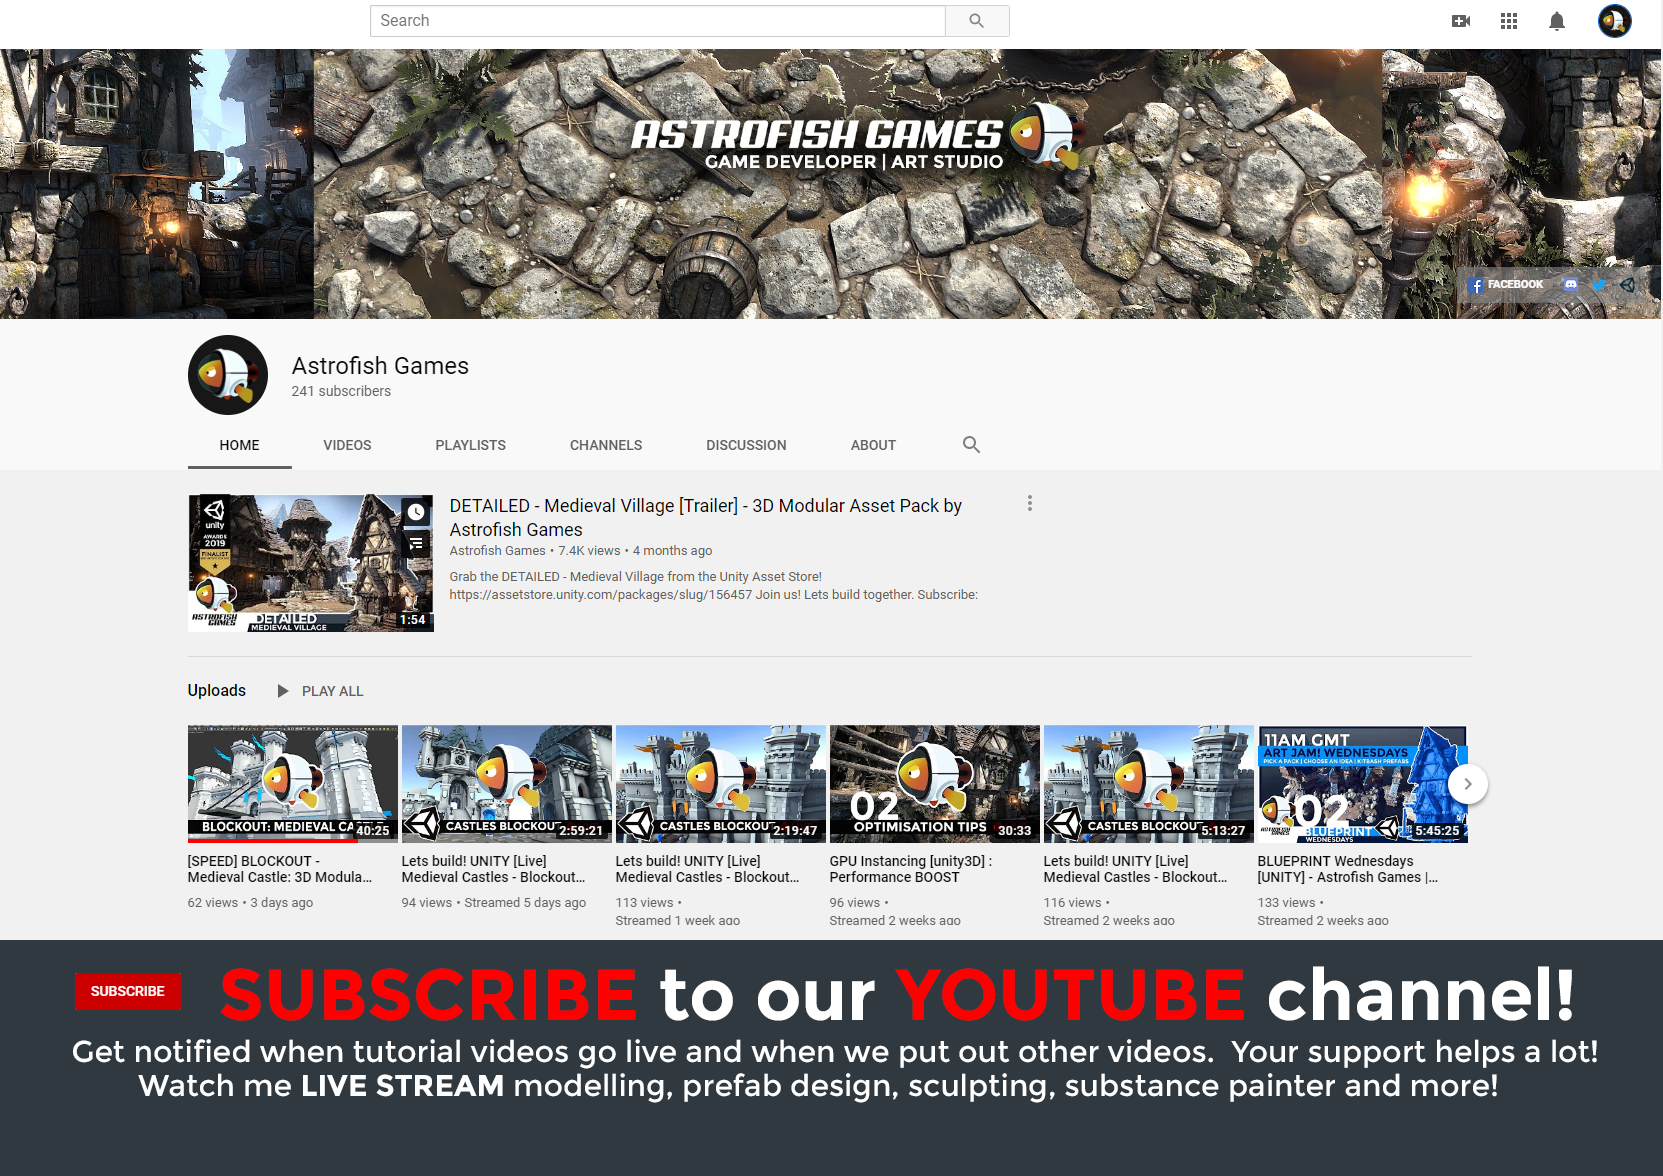 Search
ASTROFISH GAMES
GAME DEVELOPER | ART STUDIO
FACEBOOK
Astrofish Games
241 subscribers
HOME VIDEOS PLAYLISTS CHANNELS DISCUSSION ABOUT
unity
AWARDS
2019
FINALIST
ASTROFISH
GAMES
DETAILED
MEDIEVAL VILLAGE
1:54
DETAILED - Medieval Village [Trailer] - 3D Modular Asset Pack by
Astrofish Games
Astrofish Games • 7.4K views • 4 months ago
Grab the DETAILED - Medieval Village from the Unity Asset Store!
https://assetstore.unity.com/packages/slug/156457 Join us! Lets build together. Subscribe:
Uploads PLAY ALL
BLOCKOUT: MEDIEVAL CA
40:25
[SPEED] BLOCKOUT -
Medieval Castle: 3D Modula...
62 views • 3 days ago
CASTLES BLOCKOUT
2:59:21
Lets build! UNITY [Live]
Medieval Castles - Blockout...
94 views • Streamed 5 days ago
CASTLES BLOCKOUT
2:19:47
Lets build! UNITY [Live]
Medieval Castles - Blockout...
113 views •
Streamed 1 week ago
02
OPTIMISATION TIPS
30:33
GPU Instancing [unity3D] :
Performance BOOST
96 views •
Streamed 2 weeks ago
CASTLES BLOCKOUT
5:13:27
Lets build! UNITY [Live]
Medieval Castles - Blockout...
116 views •
Streamed 2 weeks ago
11AM GMT
ART JAM! WEDNESDAYS
PICK A PACK | CHOOSE AN IDEA | KITBASH PREFABS
02
ASTROFISH
GAMES
BLUEPRINT
WEDNESDAYS
5:45:25
BLUEPRINT Wednesdays
[UNITY] - Astrofish Games |...
133 views •
Streamed 2 weeks ago
SUBSCRIBE
SUBSCRIBE to our YOUTUBE channel!
Get notified when tutorial videos go live and when we put out other videos. Your support helps a lot!
Watch me LIVE STREAM modelling, prefab design, sculpting, substance painter and more!